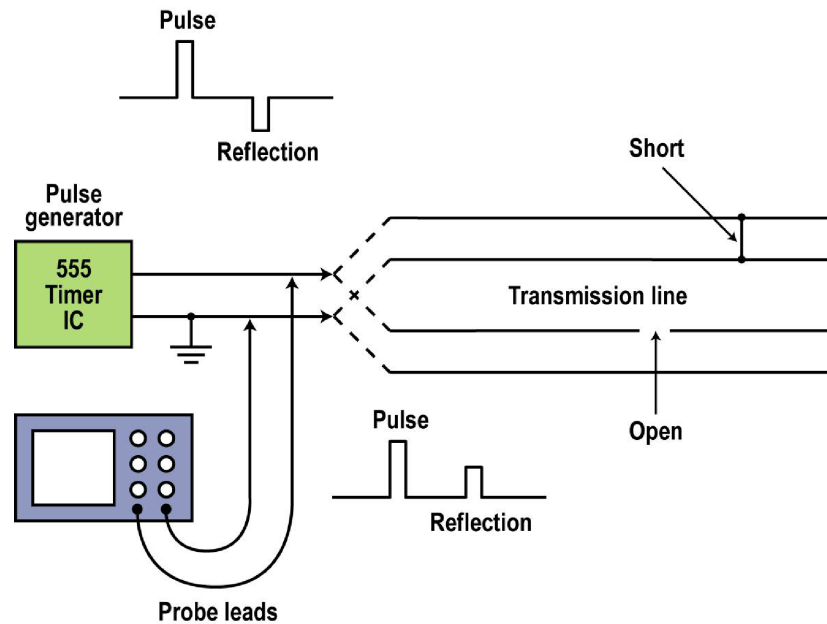 Pulse
Reflection
Short
Pulse
generator
555
Timer
IC
Transmission line
Pulse
Open
Reflection
Probe leads